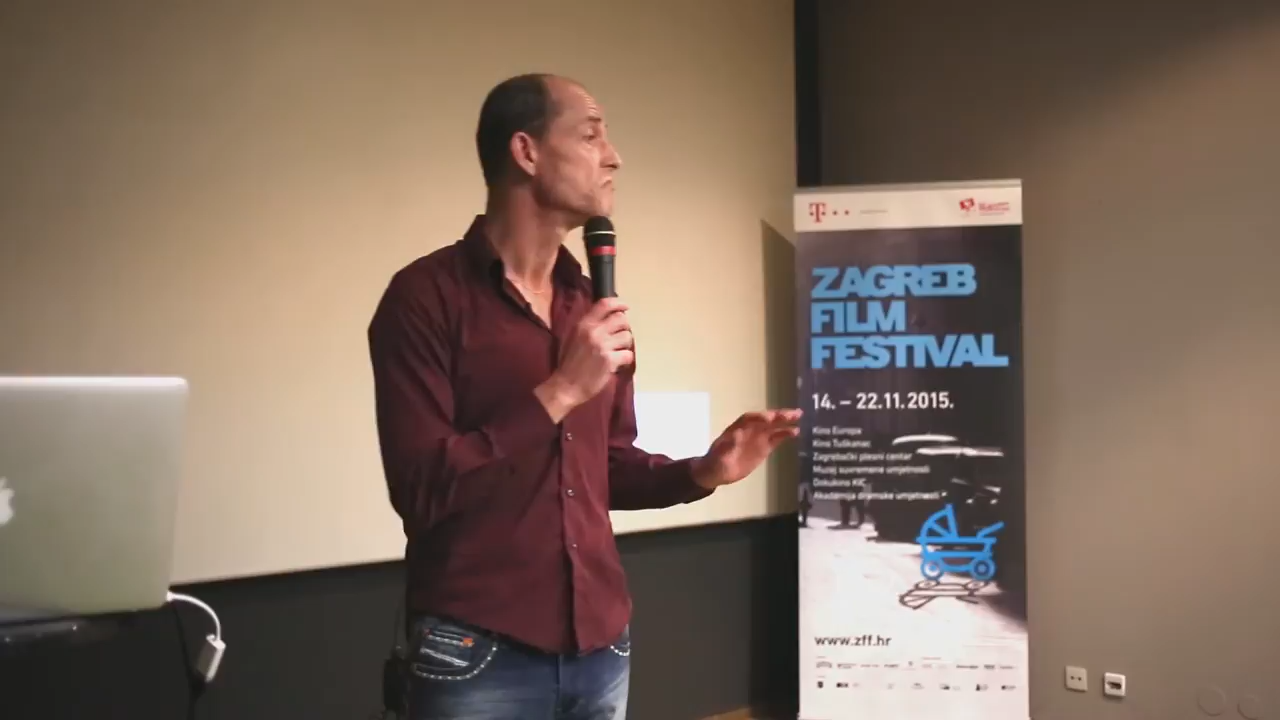 T
ZAGREB
FILM
FESTIVAL
14. – 22.11.2015.
Kino Europa
Kino Tuškanac
Zagrebački plesni centar
Muzej suvremene umjetnosti
Dokukino KIC
Akademija dramske umjetnosti
www.zff.hr